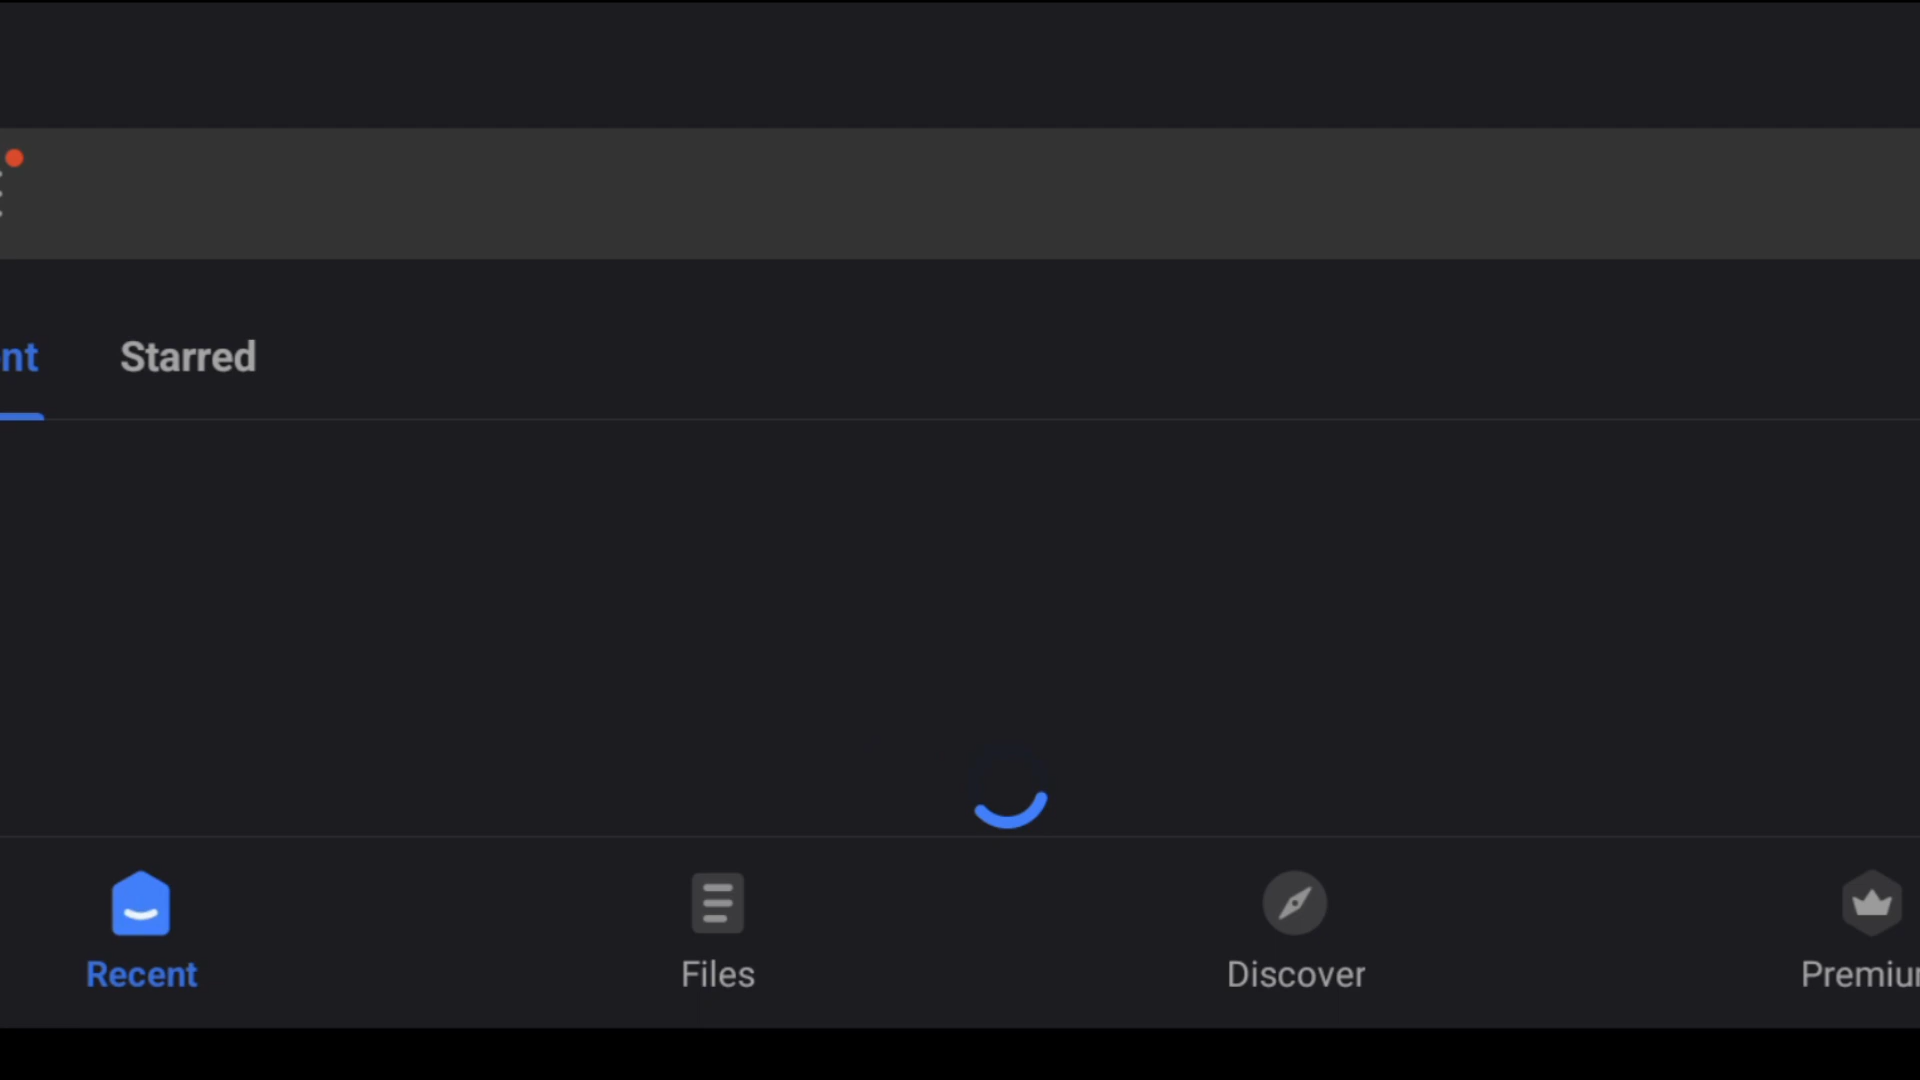 nt
Starred
Recent
Files
Discover
Premiu